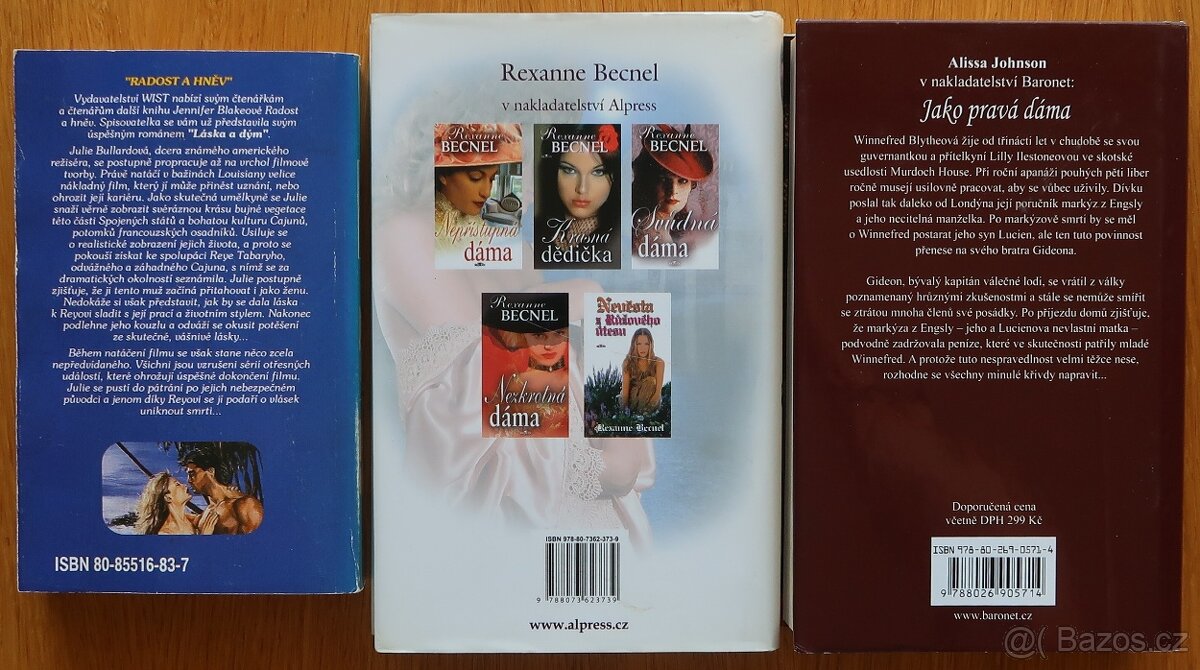 "RADOST A HNĚV"
Vydavatelství WIST nabízí svým čtenářkám
a čtenářům další knihu Jennifer Blakeové Radost
a hněv. Spisovatelka se vám už představila svým
úspěšným románem "Láska a dým".
Julie Bullardová, dcera známého amerického
režiséra, se postupně propracuje až na vrchol filmové
tvorby. Právě natáčí v bažinách Louisiany velice
nákladný film, který jí může přinést uznání, nebo
ohrozit její kariéru. Jako skutečná umělkyně se Julie
snaží věrně zobrazit svéráznou krásu bujné vegetace
této části Spojených států a bohatou kulturu Cajunů,
potomků francouzských osadníků. Usiluje se
o realistické zobrazení jejich života, a proto se
pokouší získat ke spolupáci Reye Tabaryho,
odvážného a záhadného Cajuna, s nímž se za
dramatických okolností seznámila. Julie postupně
zjišťuje, že ji tento muž začíná přitahovat i jako ženu.
Nedokáže si však představit, jak by se dala láska
k Reyovi sladit s její prací a životním stylem. Nakonec
podlehne jeho kouzlu a odváží se okusit potěšení
ze skutečné, vášnivé lásky...
Během natáčení filmu se však stane něco zcela
nepředvídaného. Všichni jsou vzrušeni sérií otřesných
událostí, které ohrožují úspěšné dokončení filmu.
Julie se pustí do pátrání po jejich nebezpečném
původci a jenom díky Reyovi se jí podaří o vlásek
uniknout smrti...
ISBN 80-85516-83-7
Rexanne Becnel
v nakladatelství Alpress
Rexanne
BECNEL
Nepřístupná
dáma
Rexanne
BECNEL
Krásná
dědička
Rexanne
BECNEL
Svůdná
dáma
Rexanne
BECNEL
Nezkrotná
dáma
Nevěsta
z Růžového
útesu
Rexanne Becnel
ISBN 978-80-7362-373-9
9 788073 623739
www.alpress.cz
Alissa Johnson
v nakladatelství Baronet:
Jako pravá dáma
Winnefred Blytheová žije od třinácti let v chudobě se svou
guvernantkou a přítelkyní Lilly Ilestoneovou ve skotské
usedlosti Murdoch House. Při roční apanáži pouhých pěti liber
ročně musejí usilovně pracovat, aby se vůbec uživily. Dívku
poslal tak daleko od Londýna její poručník markýz z Engsly
a jeho necitelná manželka. Po markýzově smrti by se měl
o Winnefred postarat jeho syn Lucien, ale ten tuto povinnost
přenese na svého bratra Gideona.
Gideon, bývalý kapitán válečné lodi, se vrátil z války
poznamenaný hrůznými zkušenostmi a stále se nemůže smířit
se ztrátou mnoha členů své posádky. Po příjezdu domů zjišťuje,
že markýza z Engsly – jeho a Lucienova nevlastní matka –
podvodně zadržovala peníze, které ve skutečnosti patřily mladé
Winnefred. A protože tuto nespravedlnost velmi těžce nese,
rozhodne se všechny minulé křivdy napravit...
Doporučená cena
včetně DPH 299 Kč
ISBN 978-80-269-0571-4
9 788026 905714
www.baronet.cz
@( Bazoš.cz